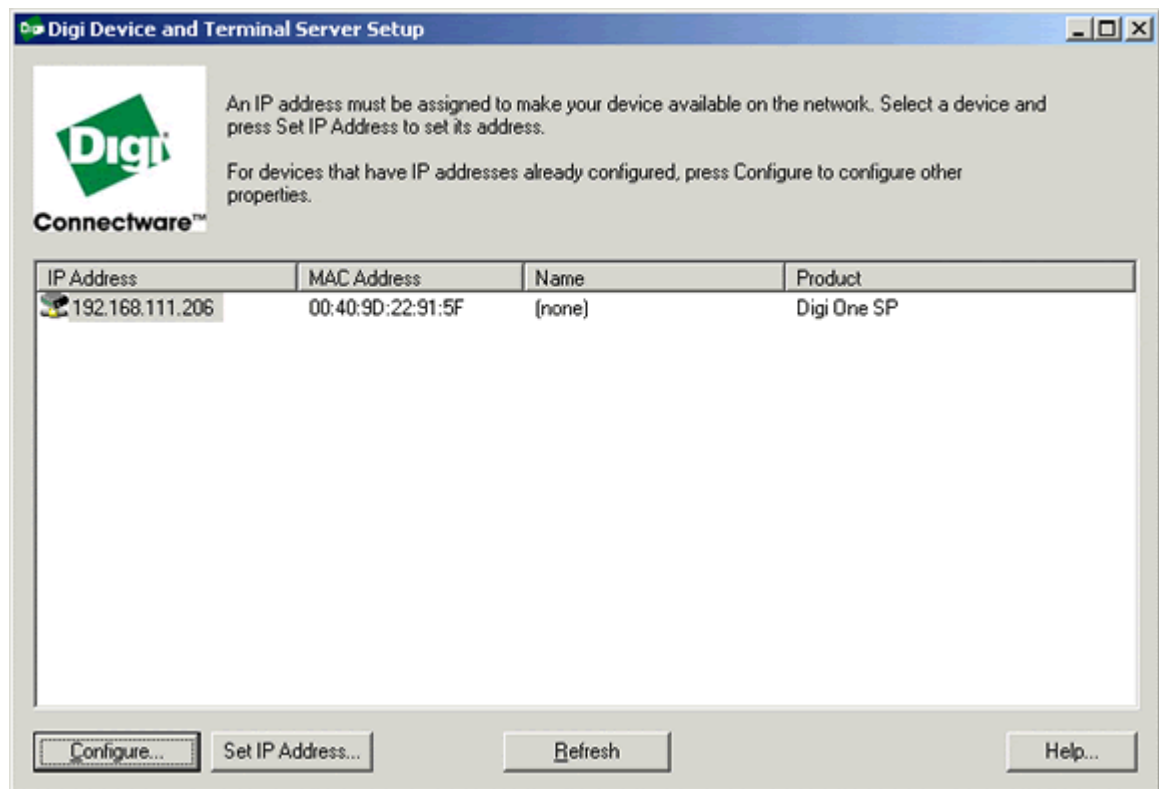 Digi Device and Terminal Server Setup
Digi
Connectware™
An IP address must be assigned to make your device available on the network. Select a device and
press Set IP Address to set its address.
For devices that have IP addresses already configured, press Configure to configure other
properties.
IP Address MAC Address Name Product
192.168.111.206 00:40:9D:22:91:5F (none) Digi One SP
Configure... Set IP Address... Refresh Help...